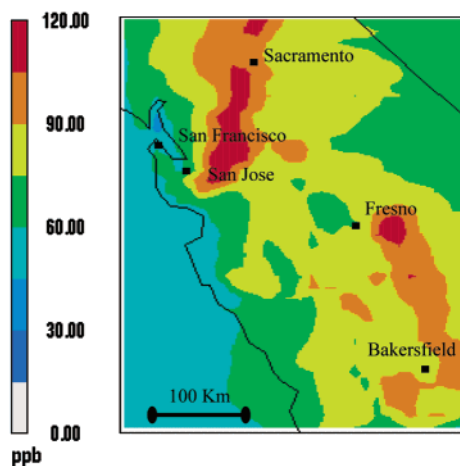 120.00
90.00
60.00
30.00
0.00
ppb
Sacramento
San Francisco
San Jose
Fresno
Bakersfield
100 Km